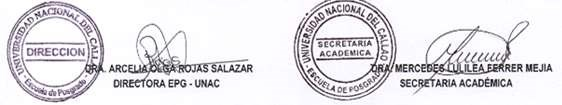 UNIVERSIDAD NACIONAL DEL CALLAO
DIRECCION
Escuela de Posgrado
DRA. ARCELIA OLGA ROJAS SALAZAR
DIRECTORA EPG - UNAC
UNIVERSIDAD NACIONAL DEL CALLAO
SECRETARIA
ACADEMICA
ESCUELA DE POSGRADO
DRA. MERCEDES LULILEA FERRER MEJIA
SECRETARIA ACADÉMICA